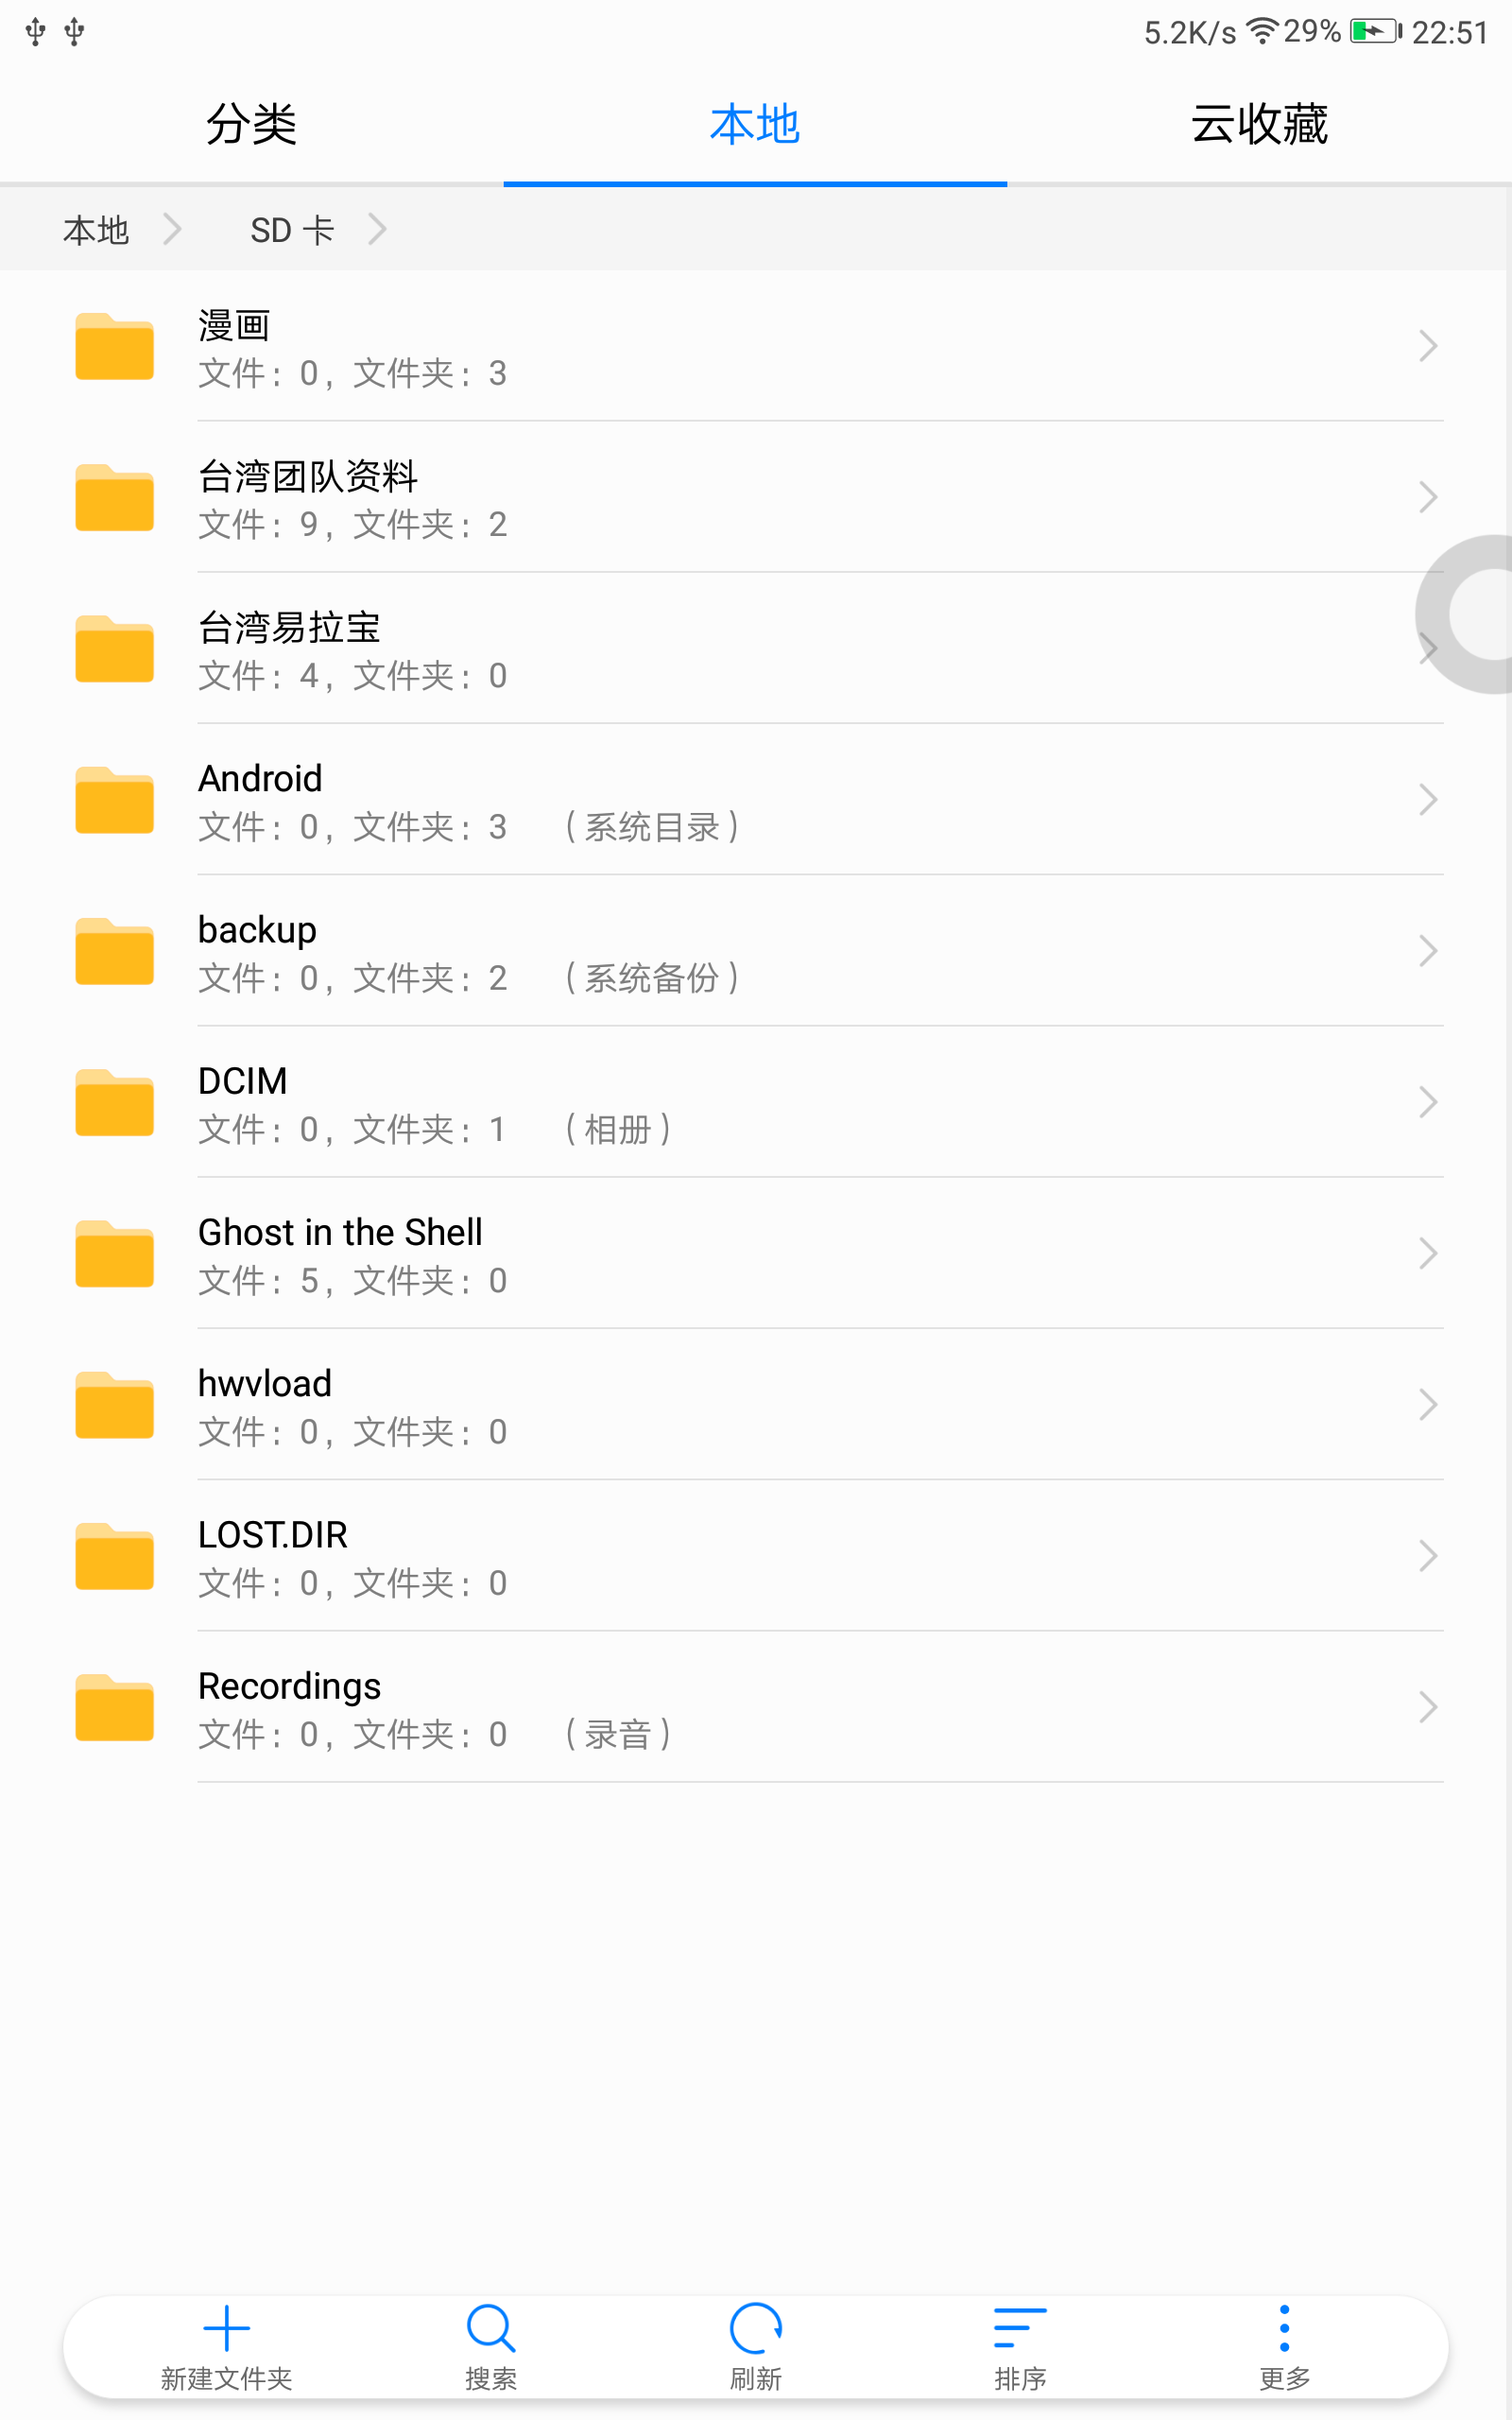 5.2K/s 29% 22:51
分类 本地 云收藏
本地 SD 卡
漫画
文件：0，文件夹：3
台湾团队资料
文件：9，文件夹：2
台湾易拉宝
文件：4，文件夹：0
Android
文件：0，文件夹：3 （系统目录）
backup
文件：0，文件夹：2 （系统备份）
DCIM
文件：0，文件夹：1 （相册）
Ghost in the Shell
文件：5，文件夹：0
hwvload
文件：0，文件夹：0
LOST.DIR
文件：0，文件夹：0
Recordings
文件：0，文件夹：0 （录音）
新建文件夹 搜索 刷新 排序 更多